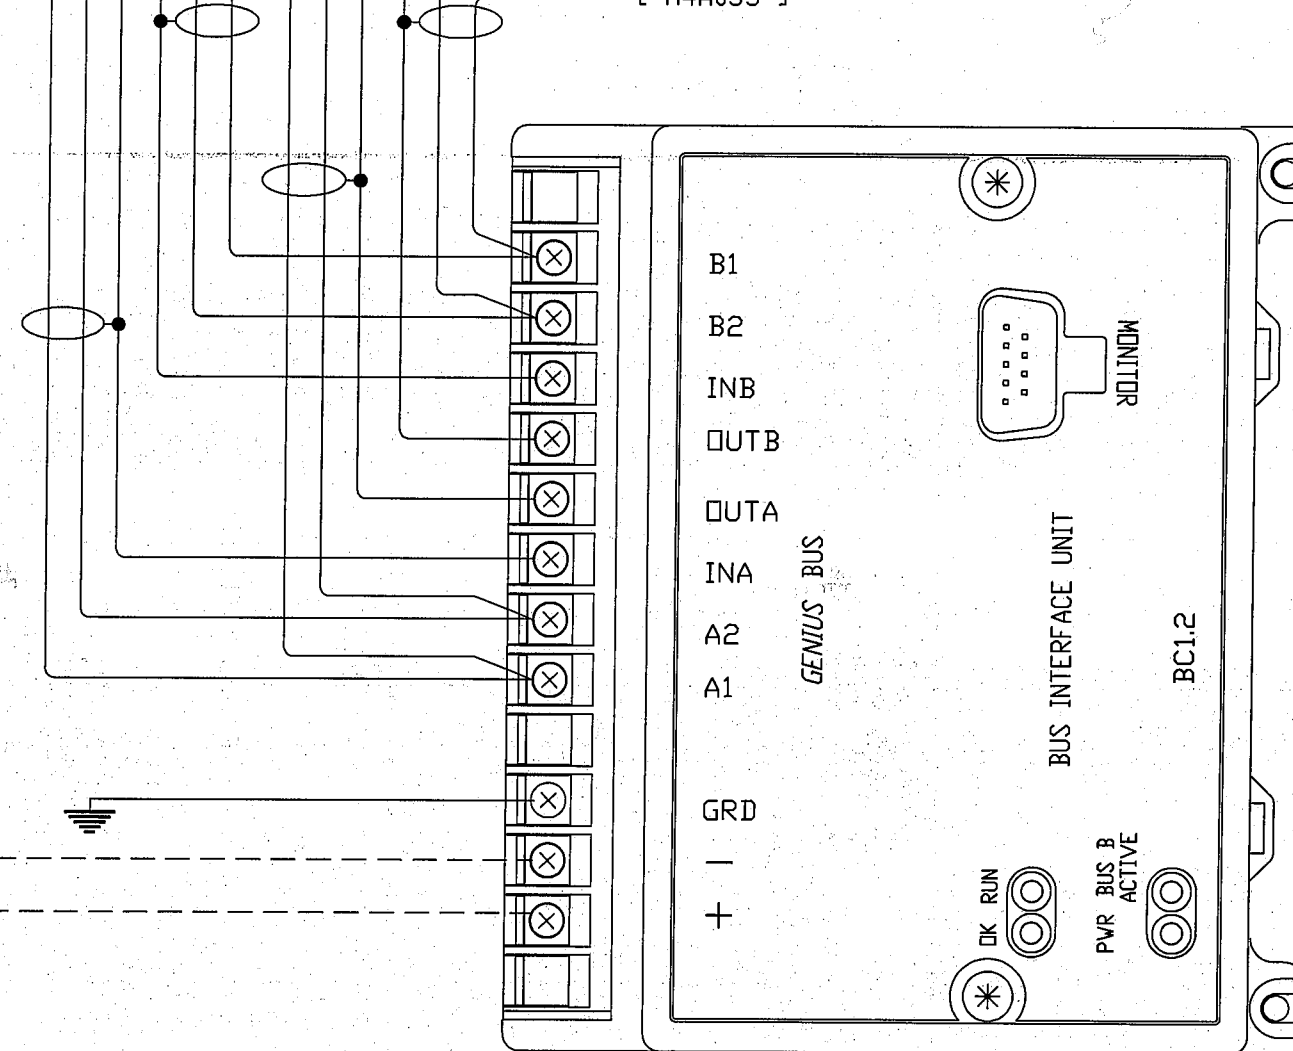 B1
B2
INB
OUTB
OUTA
INA
A2
A1
GRD
−
+
GENIUS BUS
MONITOR
BUS INTERFACE UNIT
BC1.2
OK RUN
PWR BUS B
ACTIVE